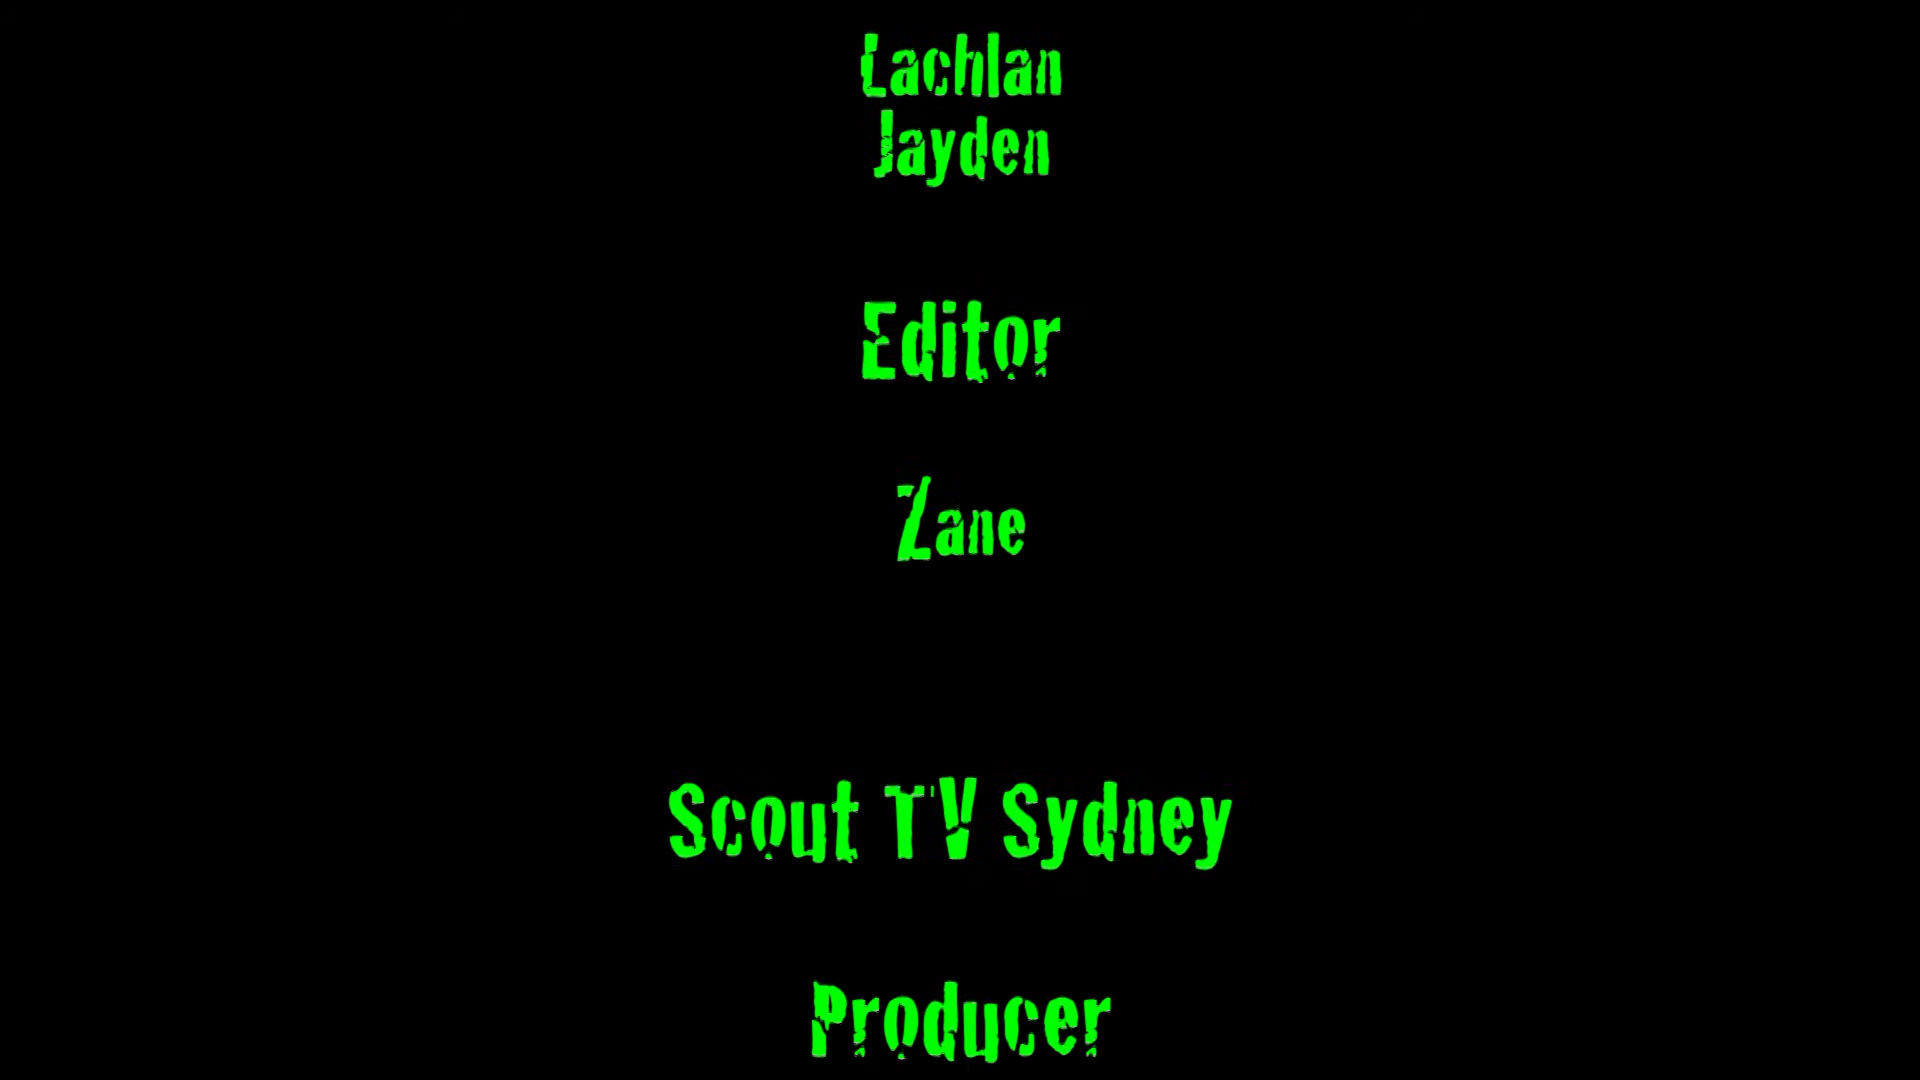 Lachlan
Jayden
Editor
Zane
Scout TV Sydney
Producer